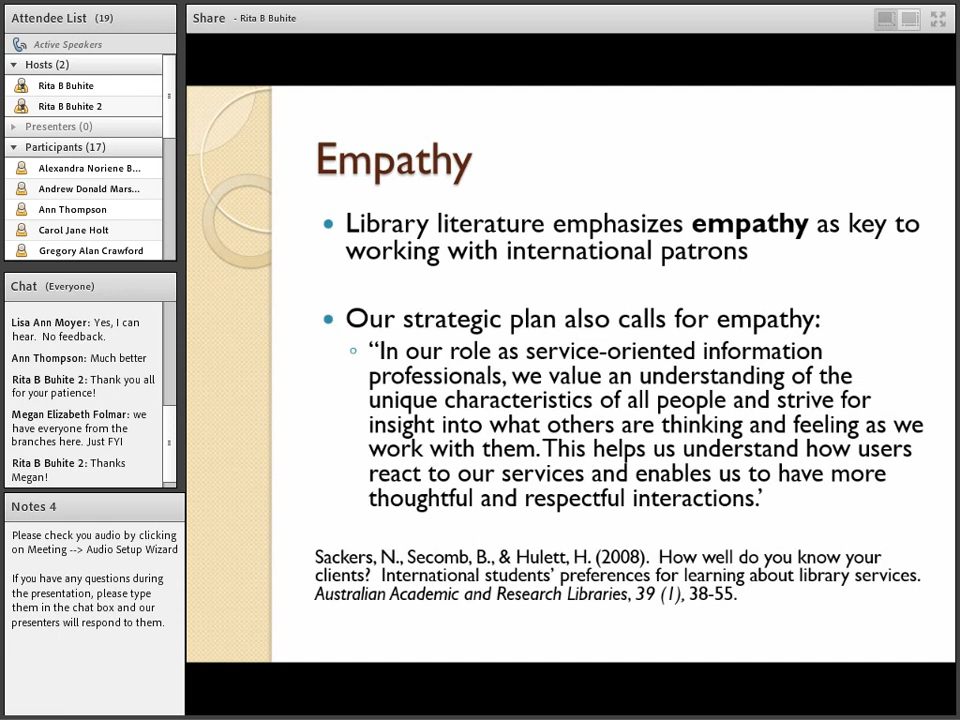 Attendee List (19)
Active Speakers
Hosts (2)
Rita B Buhite
Rita B Buhite 2
Presenters (0)
Participants (17)
Alexandra Noriene B...
Andrew Donald Mars...
Ann Thompson
Carol Jane Holt
Gregory Alan Crawford
Chat (Everyone)
Lisa Ann Moyer: Yes, I can
hear. No feedback.
Ann Thompson: Much better
Rita B Buhite 2: Thank you all
for your patience!
Megan Elizabeth Folmar: we
have everyone from the
branches here. Just FYI
Rita B Buhite 2: Thanks
Megan!
Notes 4
Please check you audio by clicking
on Meeting --> Audio Setup Wizard
If you have any questions during
the presentation, please type
them in the chat box and our
presenters will respond to them.
Share - Rita B Buhite
Empathy
• Library literature emphasizes empathy as key to
working with international patrons
• Our strategic plan also calls for empathy:
◦ “In our role as service-oriented information
professionals, we value an understanding of the
unique characteristics of all people and strive for
insight into what others are thinking and feeling as we
work with them. This helps us understand how users
react to our services and enables us to have more
thoughtful and respectful interactions.’
Sackers, N., Secomb, B., & Hulett, H. (2008). How well do you know your
clients? International students’ preferences for learning about library services.
Australian Academic and Research Libraries, 39 (1), 38-55.